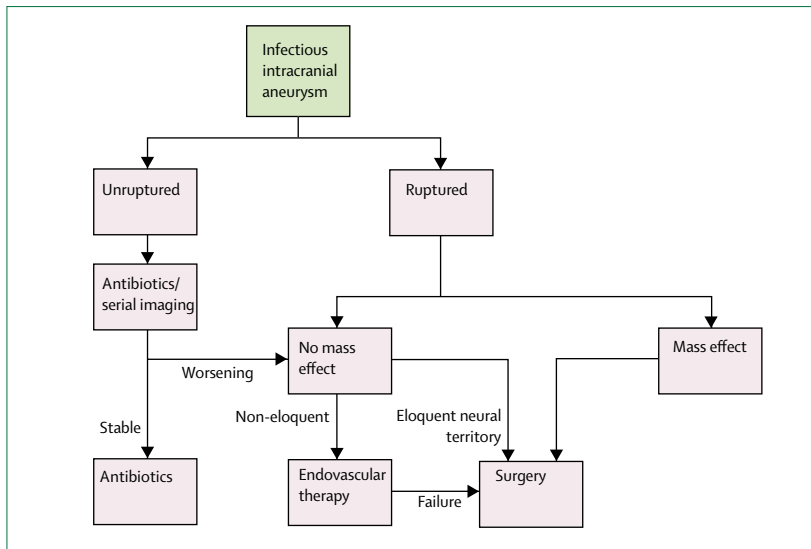 Infectious
intracranial
aneurysm
Unruptured
Ruptured
Antibiotics/
serial imaging
No mass
effect
Mass effect
Worsening
Non-eloquent
Eloquent neural
territory
Stable
Antibiotics
Endovascular
therapy
Failure
Surgery